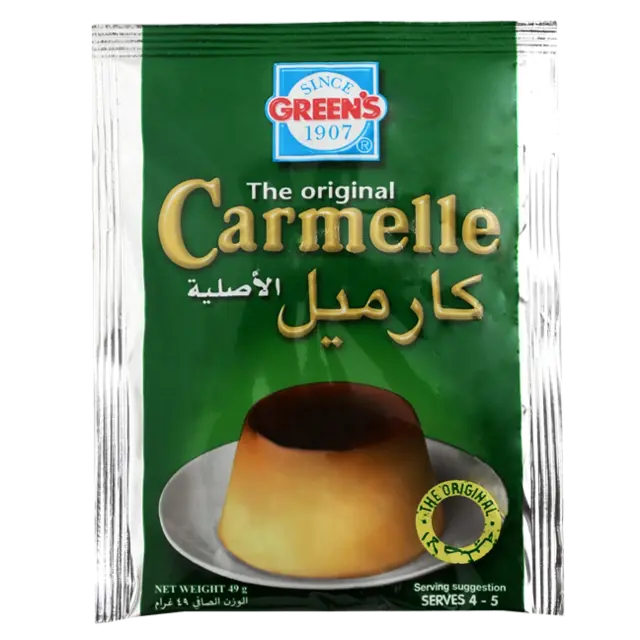 SINCE
GREEN'S
1907
®
The original
Carmelle
كارميل
الأصلية
THE ORIGINAL
NET WEIGHT 49 g
الوزن الصافي ٤٩ غرام
Serving suggestion
SERVES 4 - 5